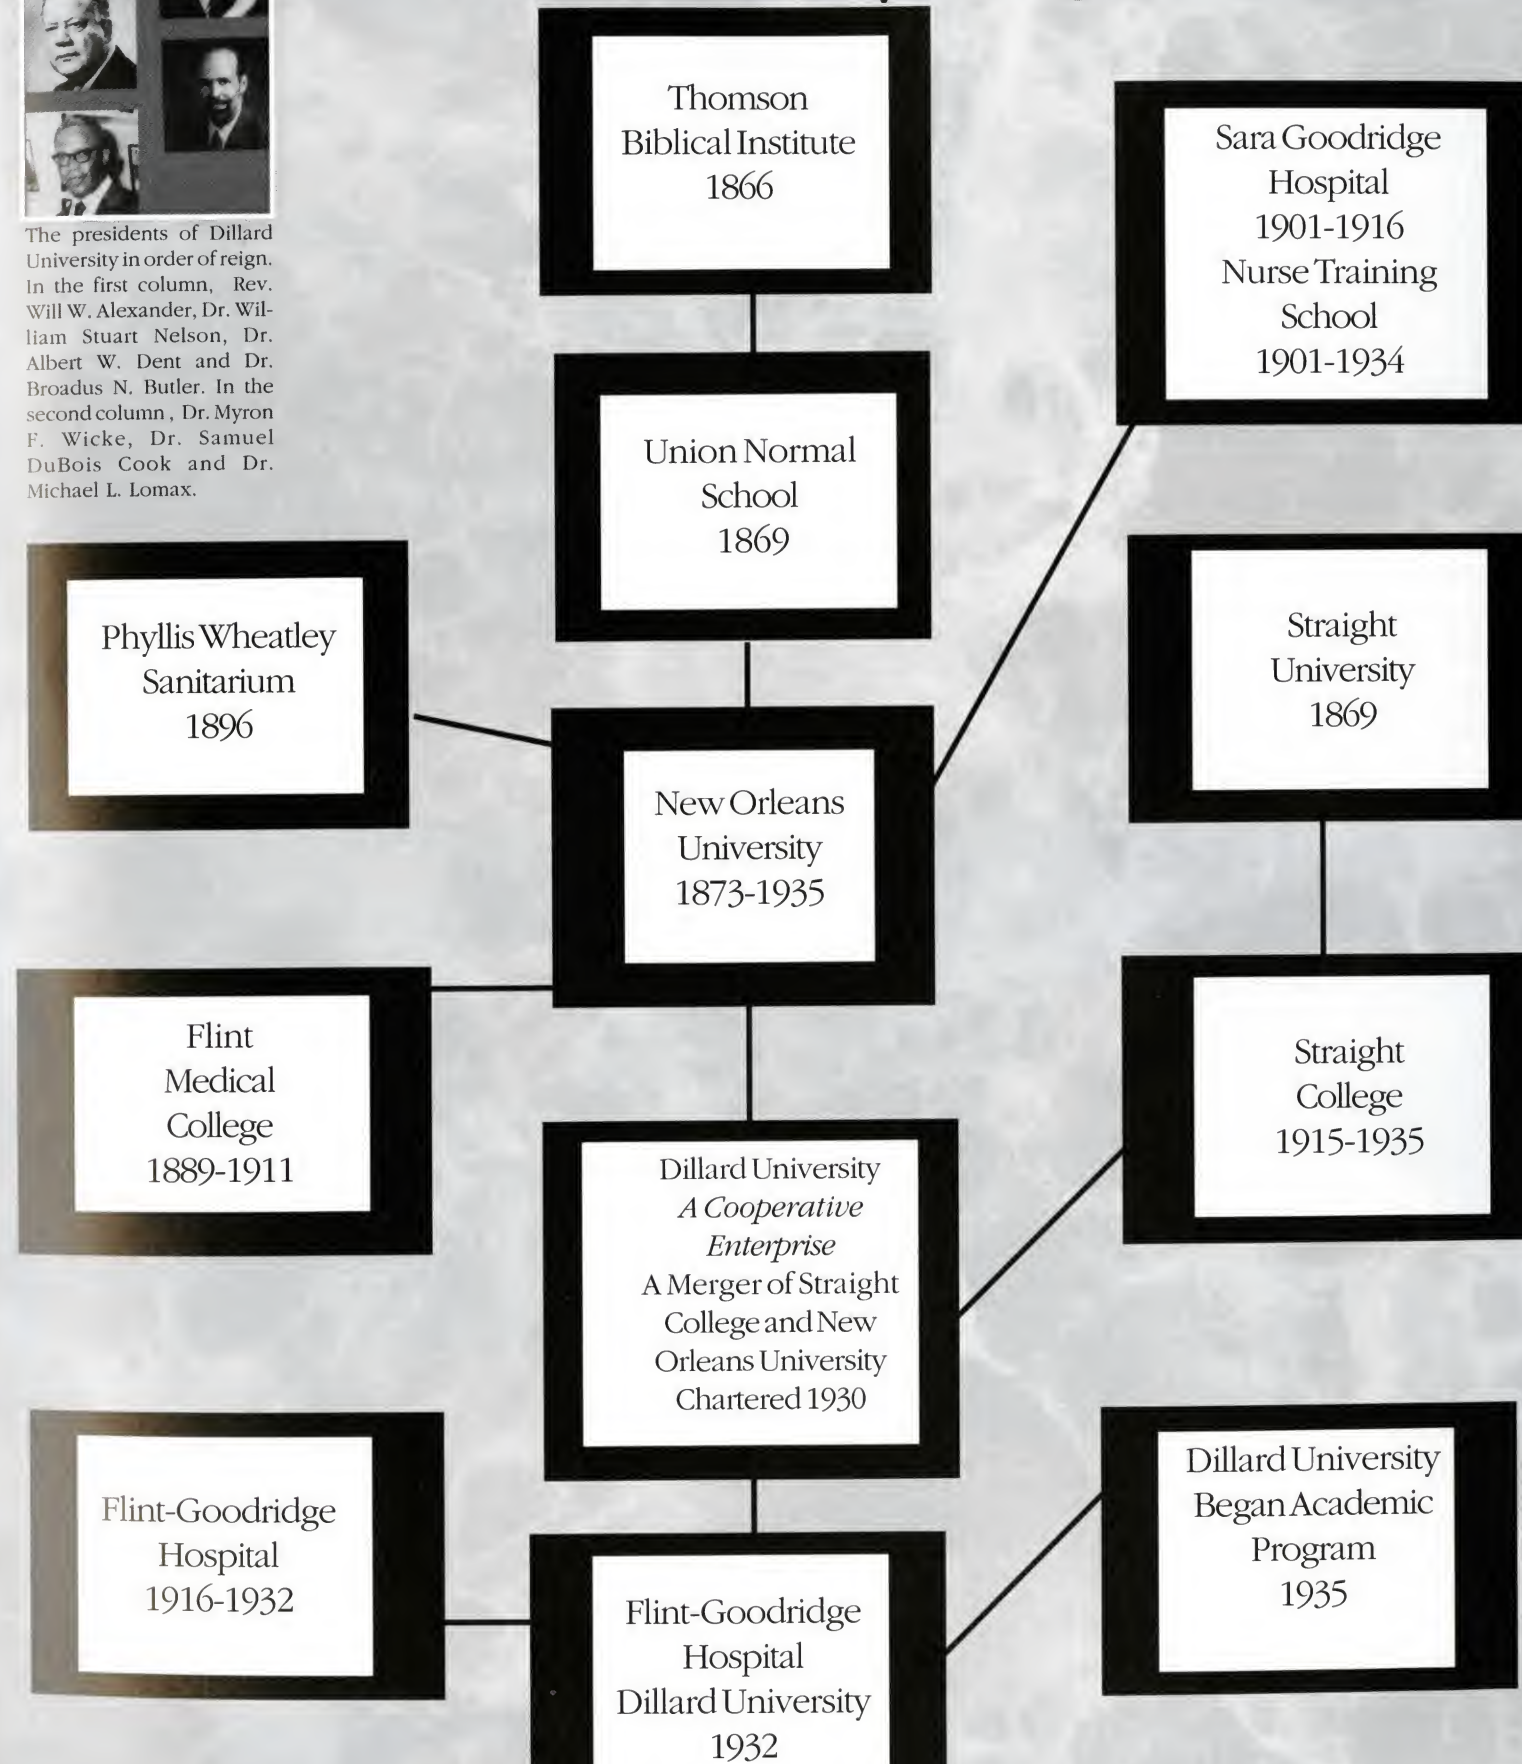 The presidents of Dillard
University in order of reign.
In the first column, Rev.
Will W. Alexander, Dr. Wil-
liam Stuart Nelson, Dr.
Albert W. Dent and Dr.
Broadus N. Butler. In the
second column , Dr. Myron
F. Wicke, Dr. Samuel
DuBois Cook and Dr.
Michael L. Lomax.
Thomson
Biblical Institute
1866
Sara Goodridge
Hospital
1901-1916
Nurse Training
School
1901-1934
Union Normal
School
1869
Phyllis Wheatley
Sanitarium
1896
Straight
University
1869
New Orleans
University
1873-1935
Flint
Medical
College
1889-1911
Straight
College
1915-1935
Dillard University
A Cooperative
Enterprise
A Merger of Straight
College and New
Orleans University
Chartered 1930
Flint-Goodridge
Hospital
1916-1932
Dillard University
Began Academic
Program
1935
Flint-Goodridge
Hospital
Dillard University
1932